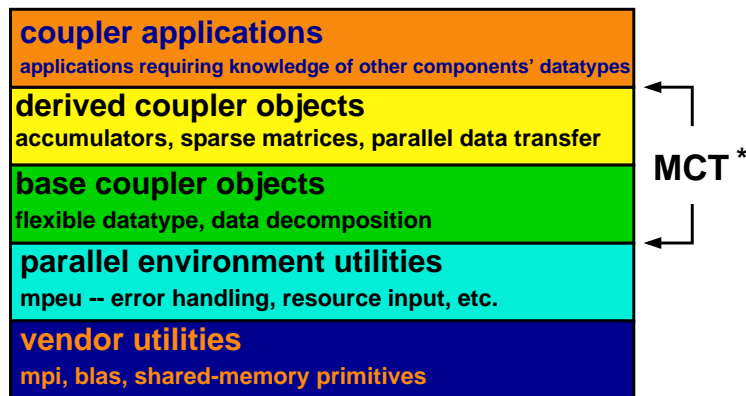 coupler applications
applications requiring knowledge of other components’ datatypes
derived coupler objects
accumulators, sparse matrices, parallel data transfer
MCT *
base coupler objects
flexible datatype, data decomposition
parallel environment utilities
mpeu -- error handling, resource input, etc.
vendor utilities
mpi, blas, shared-memory primitives